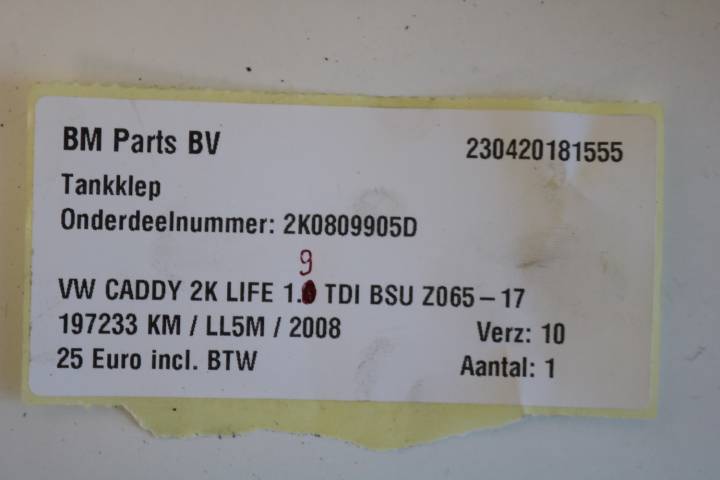 BM Parts BV 230420181555
Tankklep
Onderdeelnummer: 2K0809905D
9
VW CADDY 2K LIFE 1. TDI BSU Z065-17
197233 KM / LL5M / 2008 Verz: 10
25 Euro incl. BTW Aantal: 1